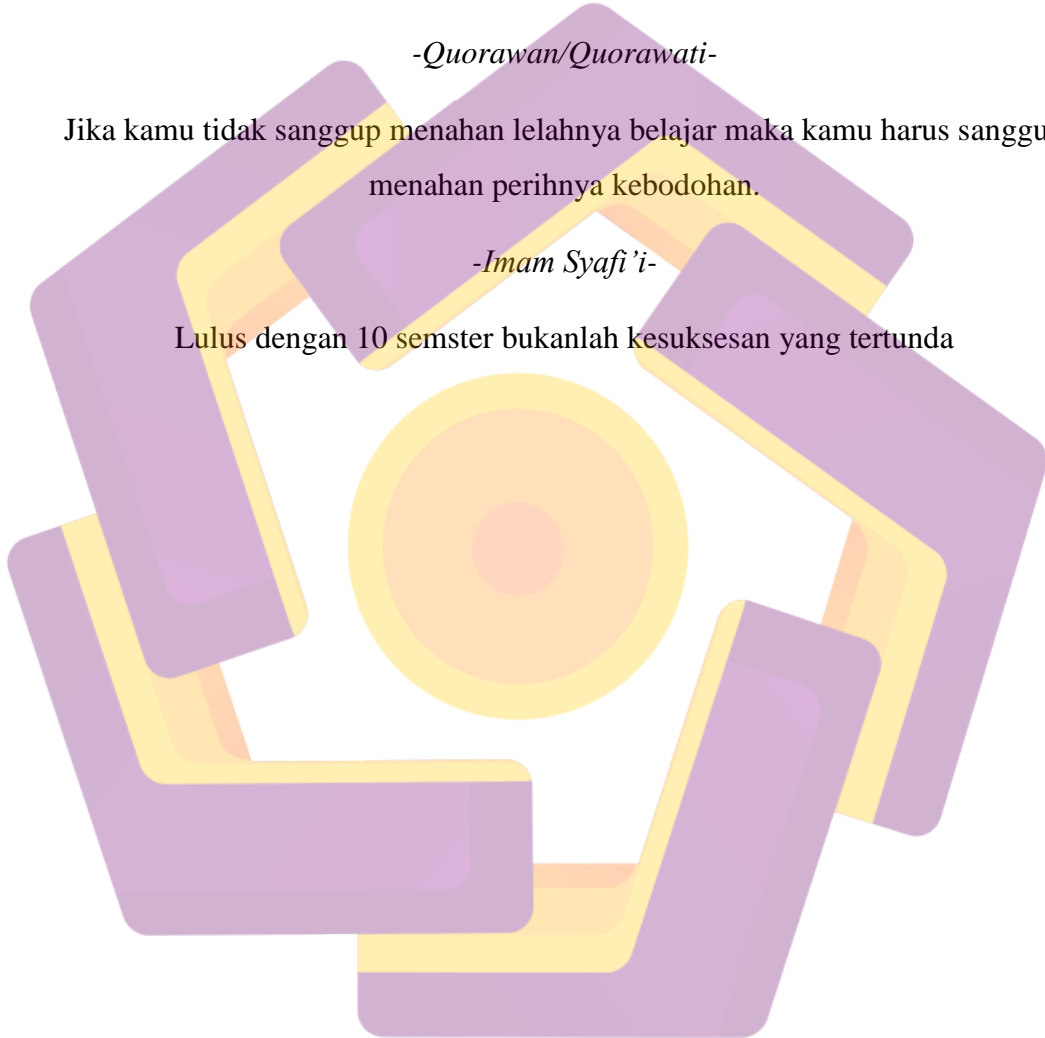 -Quorawan/Quorawati-
Jika kamu tidak sanggup menahan lelahnya belajar maka kamu harus sanggu
menahan perihnya kebodohan.
-Imam Syafi’i-
Lulus dengan 10 semster bukanlah kesuksesan yang tertunda